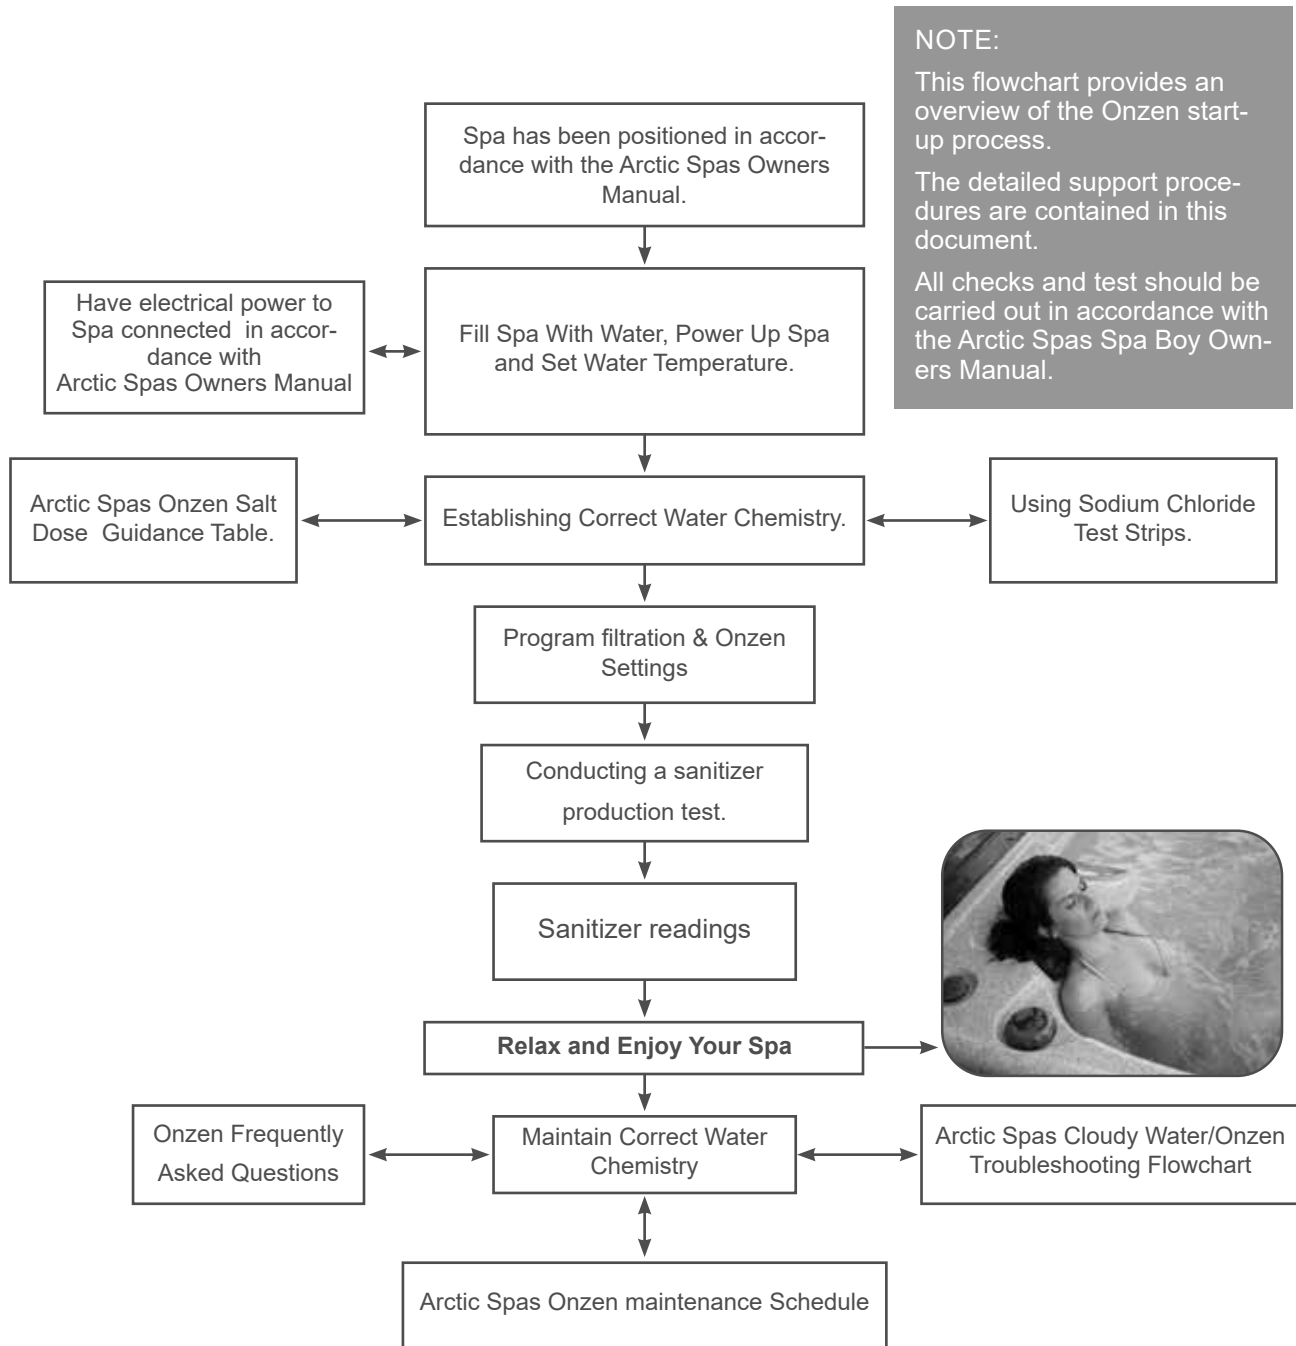 NOTE:
This flowchart provides an
overview of the Onzen start-
up process.
The detailed support proce-
dures are contained in this
document.
All checks and test should be
carried out in accordance with
the Arctic Spas Spa Boy Own-
ers Manual.
Spa has been positioned in accor-
dance with the Arctic Spas Owners
Manual.
Have electrical power to
Spa connected  in accor-
dance with
Arctic Spas Owners Manual
Fill Spa With Water, Power Up Spa
and Set Water Temperature.
Arctic Spas Onzen Salt
Dose  Guidance Table.
Establishing Correct Water Chemistry.
Using Sodium Chloride
Test Strips.
Program filtration & Onzen
Settings
Conducting a sanitizer
production test.
Sanitizer readings
Relax and Enjoy Your Spa
Onzen Frequently
Asked Questions
Maintain Correct Water
Chemistry
Arctic Spas Cloudy Water/Onzen
Troubleshooting Flowchart
Arctic Spas Onzen maintenance Schedule